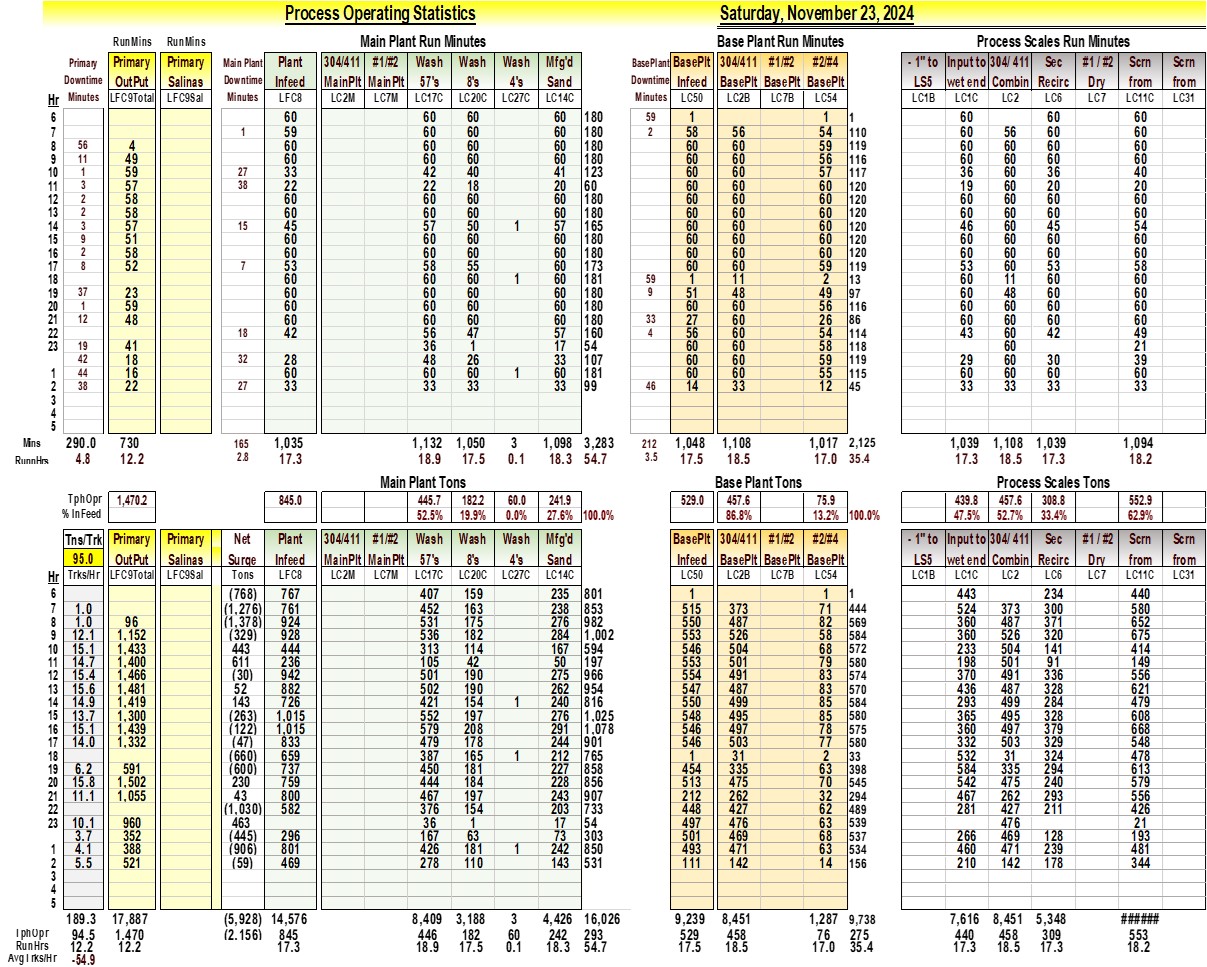 Process Operating Statistics Saturday, November 23, 2024
RunMins RunMins Main Plant Run Minutes Base Plant Run Minutes Process Scales Run Minutes
Primary Primary Primary Main Plant Plant 304/411 #1/#2 Wash Wash Wash Mfg'd BasePlant BasePlt 304/411 #1/#2 #2/#4 - 1" to Input to 304/ 411 Sec #1 / #2 Scrn Scrn
Downtime OutPut Salinas Downtime Infeed MainPlt MainPlt 57's 8's 4's Sand Downtime Infeed BasePlt BasePlt BasePlt LS5 wet end Combin Recirc Dry from from
Hr Minutes LFC9Total LFC9Sal Minutes LFC8 LC2M LC7M LC17C LC20C LC27C LC14C Minutes LC50 LC2B LC7B LC54 LC1B LC1C LC2 LC6 LC7 LC11C LC31
6 60 60 60 60 180 59 1 1 1 60 60 60
7 1 59 60 60 60 180 2 58 56 54 110 60 56 60 60
8 56 4 60 60 60 60 180 60 60 59 119 60 60 60 60
9 11 49 60 60 60 60 180 60 60 56 116 60 60 60 60
10 1 59 27 33 42 40 41 123 60 60 57 117 36 60 36 40
11 3 57 38 22 22 18 20 60 60 60 60 120 19 60 20 20
12 2 58 60 60 60 60 180 60 60 60 120 60 60 60 60
13 2 58 60 60 60 60 180 60 60 60 120 60 60 60 60
14 3 57 15 45 57 50 1 57 165 60 60 60 120 46 60 45 54
15 9 51 60 60 60 60 180 60 60 60 120 60 60 60 60
16 2 58 60 60 60 60 180 60 60 60 120 60 60 60 60
17 8 52 7 53 58 55 60 173 60 60 59 119 53 60 53 58
18 60 60 60 1 60 181 59 1 11 2 13 60 11 60 60
19 37 23 60 60 60 60 180 9 51 48 49 97 60 48 60 60
20 1 59 60 60 60 60 180 60 60 56 116 60 60 60 60
21 12 48 60 60 60 60 180 33 27 60 26 86 60 60 60 60
22 18 42 56 47 57 160 4 56 60 54 114 43 60 42 49
23 19 41 36 1 17 54 60 60 58 118 60 21
42 18 32 28 48 26 33 107 60 60 59 119 29 60 30 39
1 44 16 60 60 60 1 60 181 60 60 55 115 60 60 60 60
2 38 22 27 33 33 33 33 99 46 14 33 12 45 33 33 33 33
3
4
5
Mins 290.0 730 165 1,035 1,132 1,050 3 1,098 3,283 212 1,048 1,108 1,017 2,125 1,039 1,108 1,039 1,094
RunnHrs 4.8 12.2 2.8 17.3 18.9 17.5 0.1 18.3 54.7 3.5 17.5 18.5 17.0 35.4 17.3 18.5 17.3 18.2
Main Plant Tons Base Plant Tons Process Scales Tons
TphOpr 1,470.2 845.0 445.7 182.2 60.0 241.9 529.0 457.6 75.9 439.8 457.6 308.8 552.9
% InFeed 52.5% 19.9% 0.0% 27.6% 100.0% 86.8% 13.2% 100.0% 47.5% 52.7% 33.4% 62.9%
Tns/Trk Primary Primary Net Plant 304/411 #1/#2 Wash Wash Wash Mfg'd BasePlt 304/411 #1/#2 #2/#4 - 1" to Input to 304/ 411 Sec #1 / #2 Scrn Scrn
95.0 OutPut Salinas Surge Infeed MainPlt MainPlt 57's 8's 4's Sand Infeed BasePlt BasePlt BasePlt LS5 wet end Combin Recirc Dry from from
Hr Trks/Hr LFC9Total LFC9Sal Tons LFC8 LC2M LC7M LC17C LC20C LC27C LC14C LC50 LC2B LC7B LC54 LC1B LC1C LC2 LC6 LC7 LC11C LC31
6 (768) 767 407 159 235 801 1 1 1 443 234 440
7 1.0 (1,276) 761 452 163 238 853 515 373 71 444 524 373 300 580
8 1.0 96 (1,378) 924 531 175 276 982 550 487 82 569 360 487 371 652
9 12.1 1,152 (329) 928 536 182 284 1,002 553 526 58 584 360 526 320 675
10 15.1 1,433 443 444 313 114 167 594 546 504 68 572 233 504 141 414
11 14.7 1,400 611 236 105 42 50 197 553 501 79 580 198 501 91 149
12 15.4 1,466 (30) 942 501 190 275 966 554 491 83 574 370 491 336 556
13 15.6 1,481 52 882 502 190 262 954 547 487 83 570 436 487 328 621
14 14.9 1,419 143 726 421 154 1 240 816 550 499 85 584 293 499 284 479
15 13.7 1,300 (263) 1,015 552 197 276 1,025 548 495 85 580 365 495 328 608
16 15.1 1,439 (122) 1,015 579 208 291 1,078 546 497 78 575 360 497 379 668
17 14.0 1,332 (47) 833 479 178 244 901 546 503 77 580 332 503 329 548
18 (660) 659 387 165 1 212 765 1 31 2 33 532 31 324 478
19 6.2 591 (600) 737 450 181 227 858 454 335 63 398 584 335 294 613
20 15.8 1,502 230 759 444 184 228 856 513 475 70 545 542 475 240 579
21 11.1 1,055 43 800 467 197 243 907 212 262 32 294 467 262 293 556
22 (1,030) 582 376 154 203 733 448 427 62 489 281 427 211 426
23 10.1 960 463 36 1 17 54 497 476 63 539 476 21
3.7 352 (445) 296 167 63 73 303 501 469 68 537 266 469 128 193
1 4.1 388 (906) 801 426 181 1 242 850 493 471 63 534 460 471 239 481
2 5.5 521 (59) 469 278 110 143 531 111 142 14 156 210 142 178 344
3
4
5
189.3 17,887 (5,928) 14,576 8,409 3,188 3 4,426 16,026 9,239 8,451 1,287 9,738 7,616 8,451 5,348 ######
TphOpr 94.5 1,470 (2,156) 845 446 182 60 242 293 529 458 76 275 440 458 309 553
RunHrs 12.2 12.2 17.3 18.9 17.5 0.1 18.3 54.7 17.5 18.5 17.0 35.4 17.3 18.5 17.3 18.2
AvgTrks/Hr -54.9